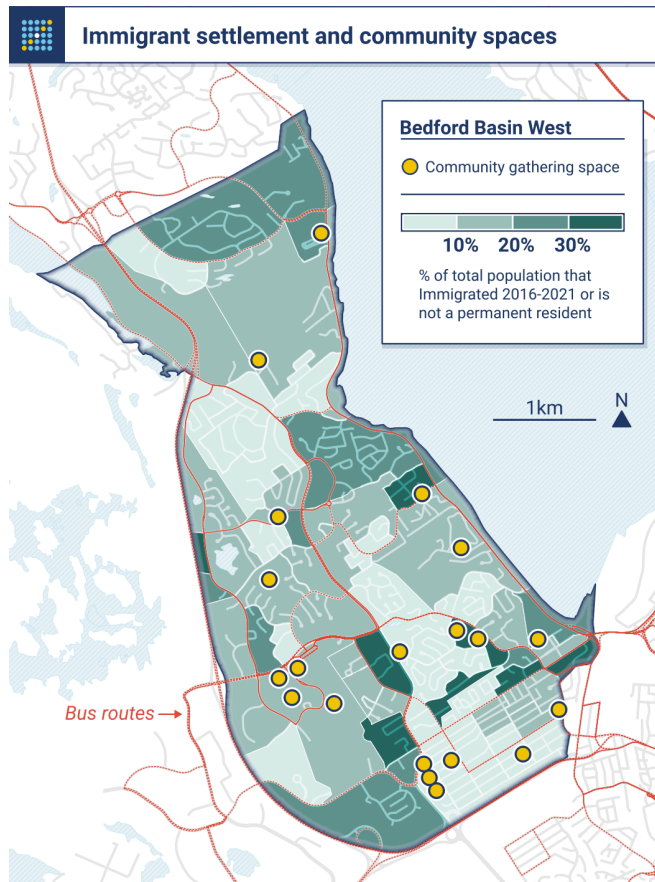 Immigrant settlement and community spaces
Bedford Basin West
Community gathering space
10% 20% 30%
% of total population that
Immigrated 2016-2021 or is
not a permanent resident
1km
N
Bus routes